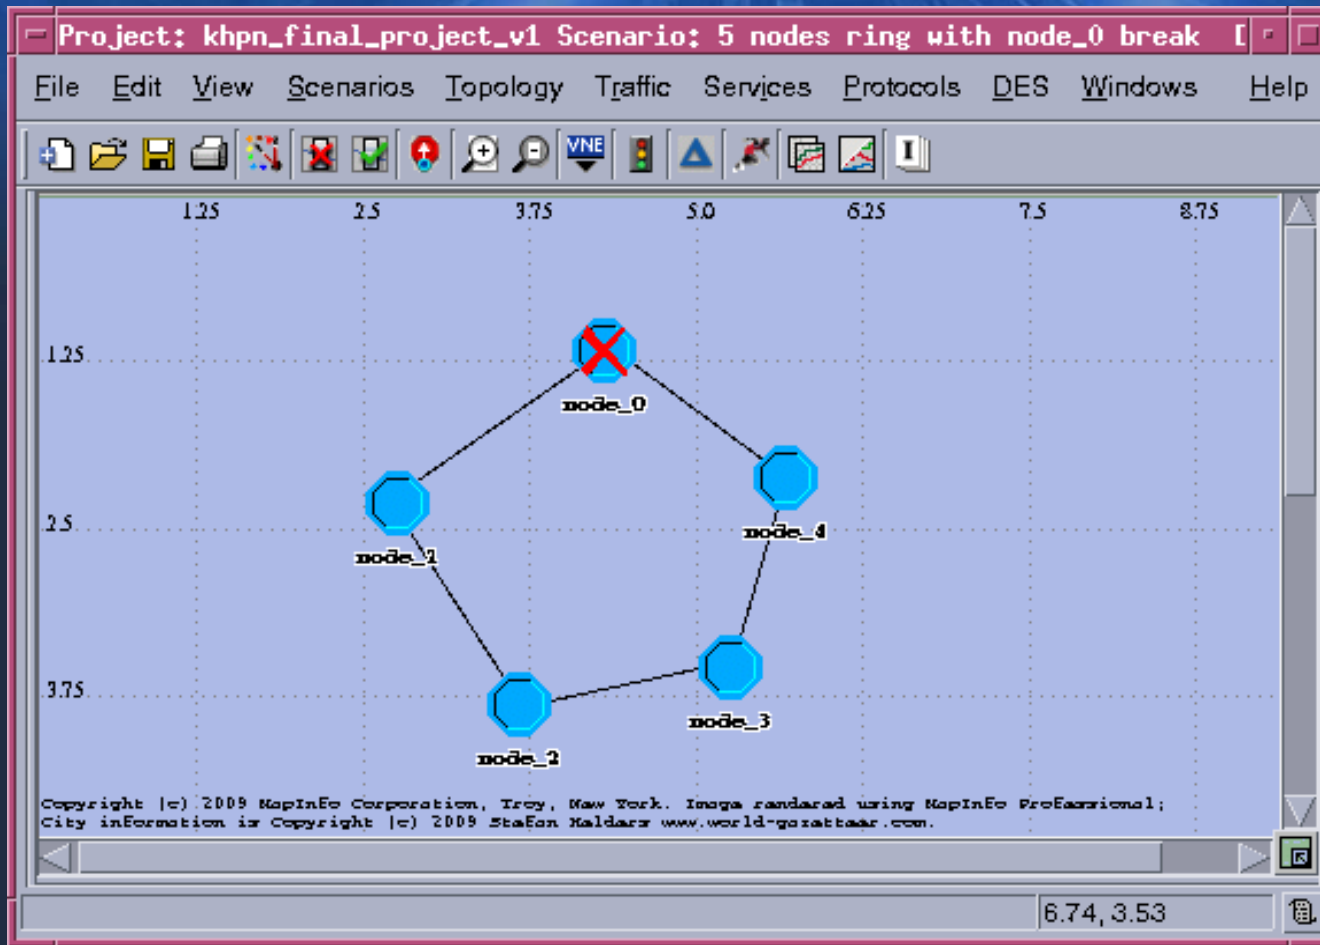 Project: khpn_final_project_v1 Scenario: 5 nodes ring with node_0 break [
File Edit View Scenarios Topology Traffic Services Protocols DES Windows Help
VNE
1.25 2.5 3.75 5.0 6.25 7.5 8.75
1.25
node_0
2.5
node_4
node_1
3.75
node_3
node_2
Copyright (c) 2009 MapInfo Corporation, Troy, New York. Image rendered using MapInfo Professional;
City information is Copyright (c) 2009 Stefan Helders www.world-gazetteer.com.
6.74, 3.53